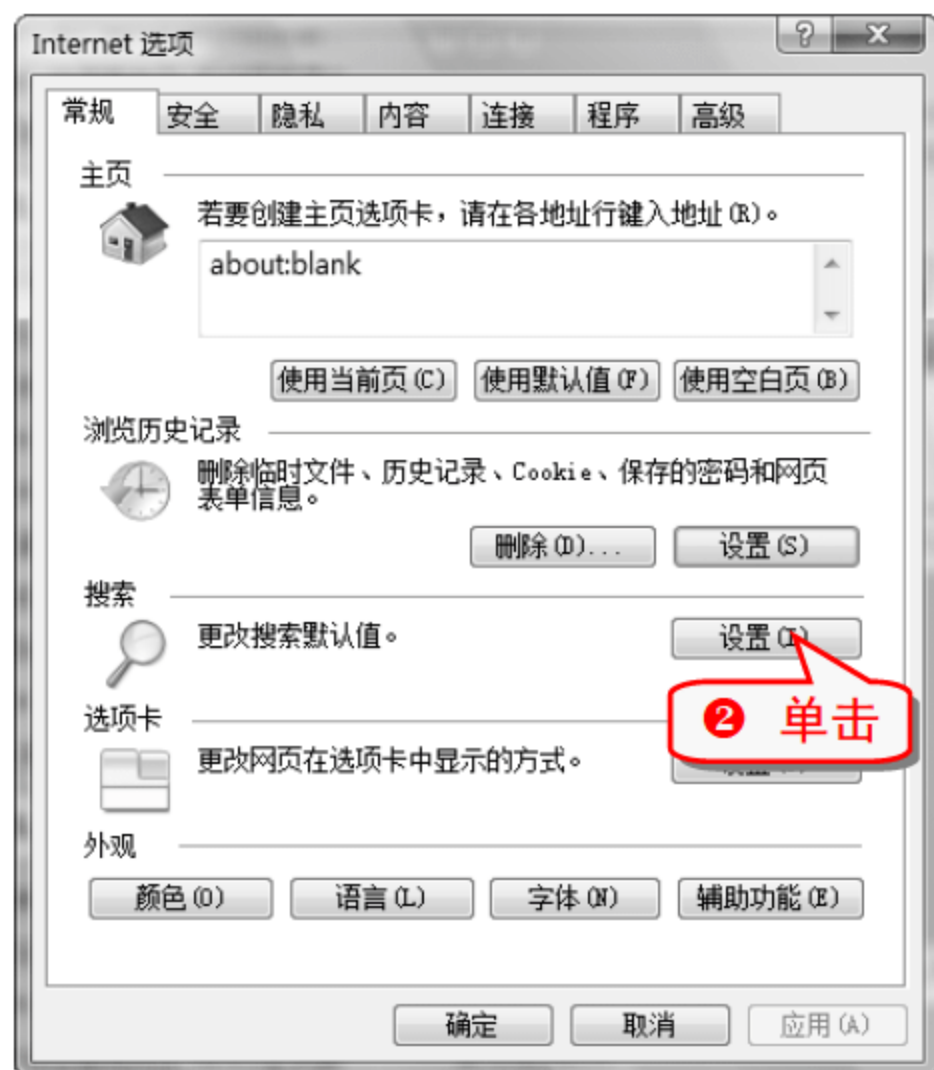 Internet 选项
常规 安全 隐私 内容 连接 程序 高级
主页
若要创建主页选项卡，请在各地址行键入地址(R)。
about:blank
使用当前页(C) 使用默认值(F) 使用空白页(B)
浏览历史记录
删除临时文件、历史记录、Cookie、保存的密码和网页
表单信息。
删除(D)... 设置(S)
搜索
更改搜索默认值。
设置
❷ 单击
选项卡
更改网页在选项卡中显示的方式。
外观
颜色(O) 语言(L) 字体(N) 辅助功能(E)
确定 取消 应用(A)